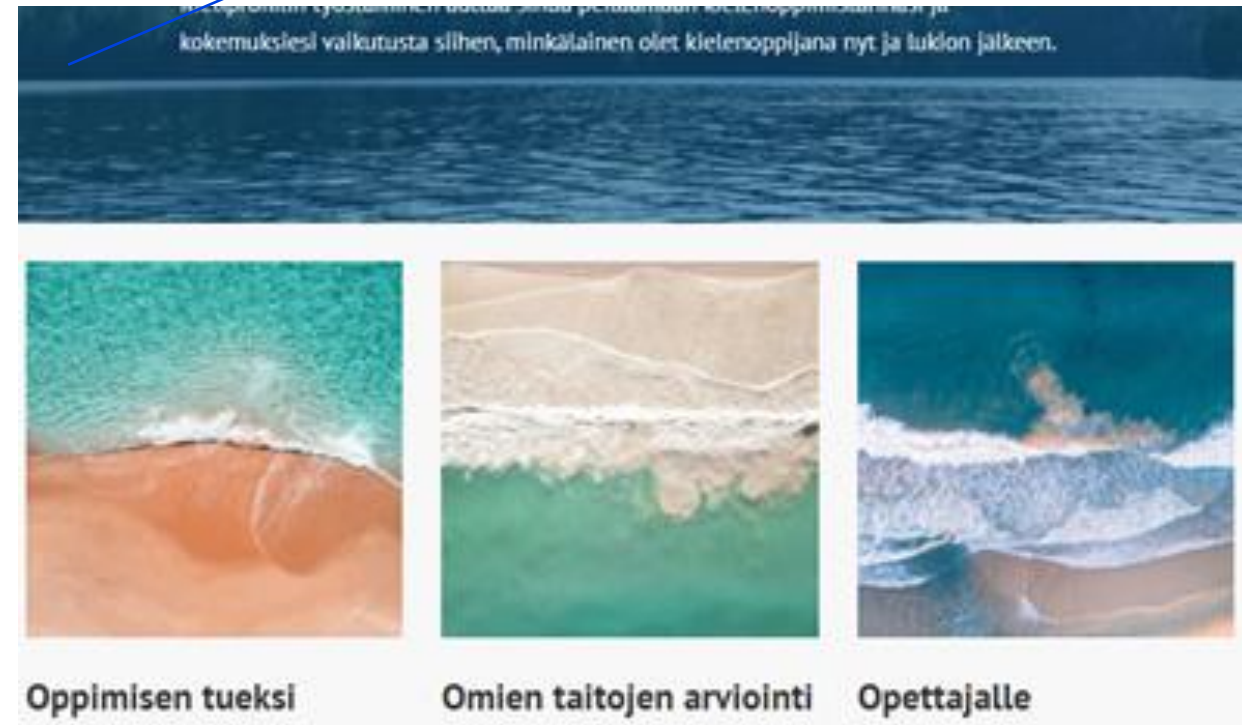 kokemuksiesi vaikutusta siihen, minkälainen olet kielenoppijana nyt ja lukion jälkeen.
Oppimisen tueksi
Omien taitojen arviointi
Opettajalle